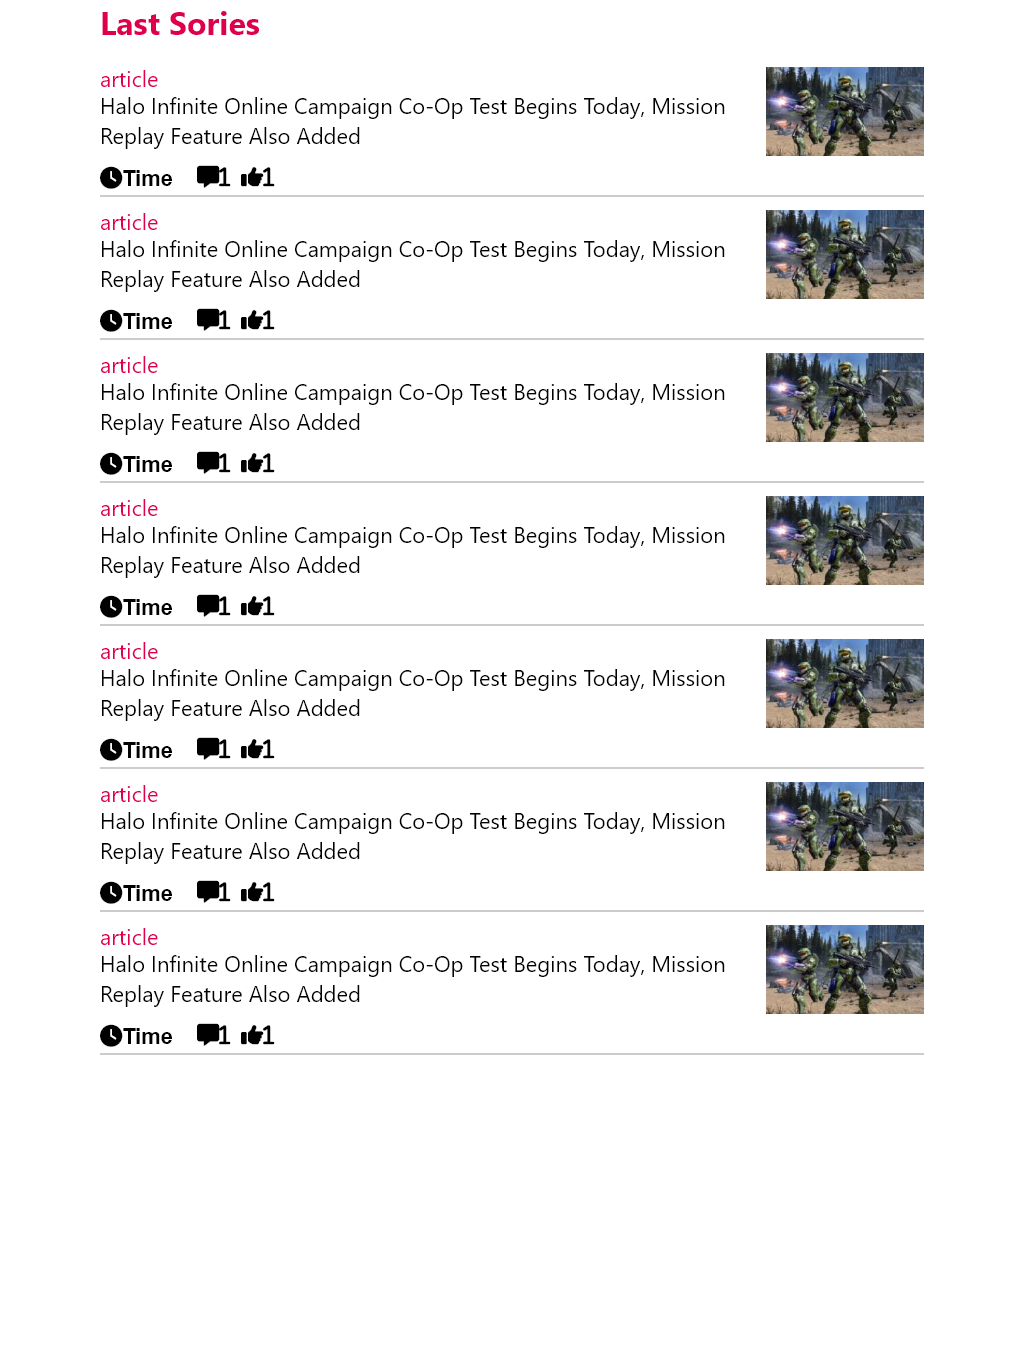 Last Sories
article
Halo Infinite Online Campaign Co-Op Test Begins Today, Mission
Replay Feature Also Added
Time 1 1
article
Halo Infinite Online Campaign Co-Op Test Begins Today, Mission
Replay Feature Also Added
Time 1 1
article
Halo Infinite Online Campaign Co-Op Test Begins Today, Mission
Replay Feature Also Added
Time 1 1
article
Halo Infinite Online Campaign Co-Op Test Begins Today, Mission
Replay Feature Also Added
Time 1 1
article
Halo Infinite Online Campaign Co-Op Test Begins Today, Mission
Replay Feature Also Added
Time 1 1
article
Halo Infinite Online Campaign Co-Op Test Begins Today, Mission
Replay Feature Also Added
Time 1 1
article
Halo Infinite Online Campaign Co-Op Test Begins Today, Mission
Replay Feature Also Added
Time 1 1